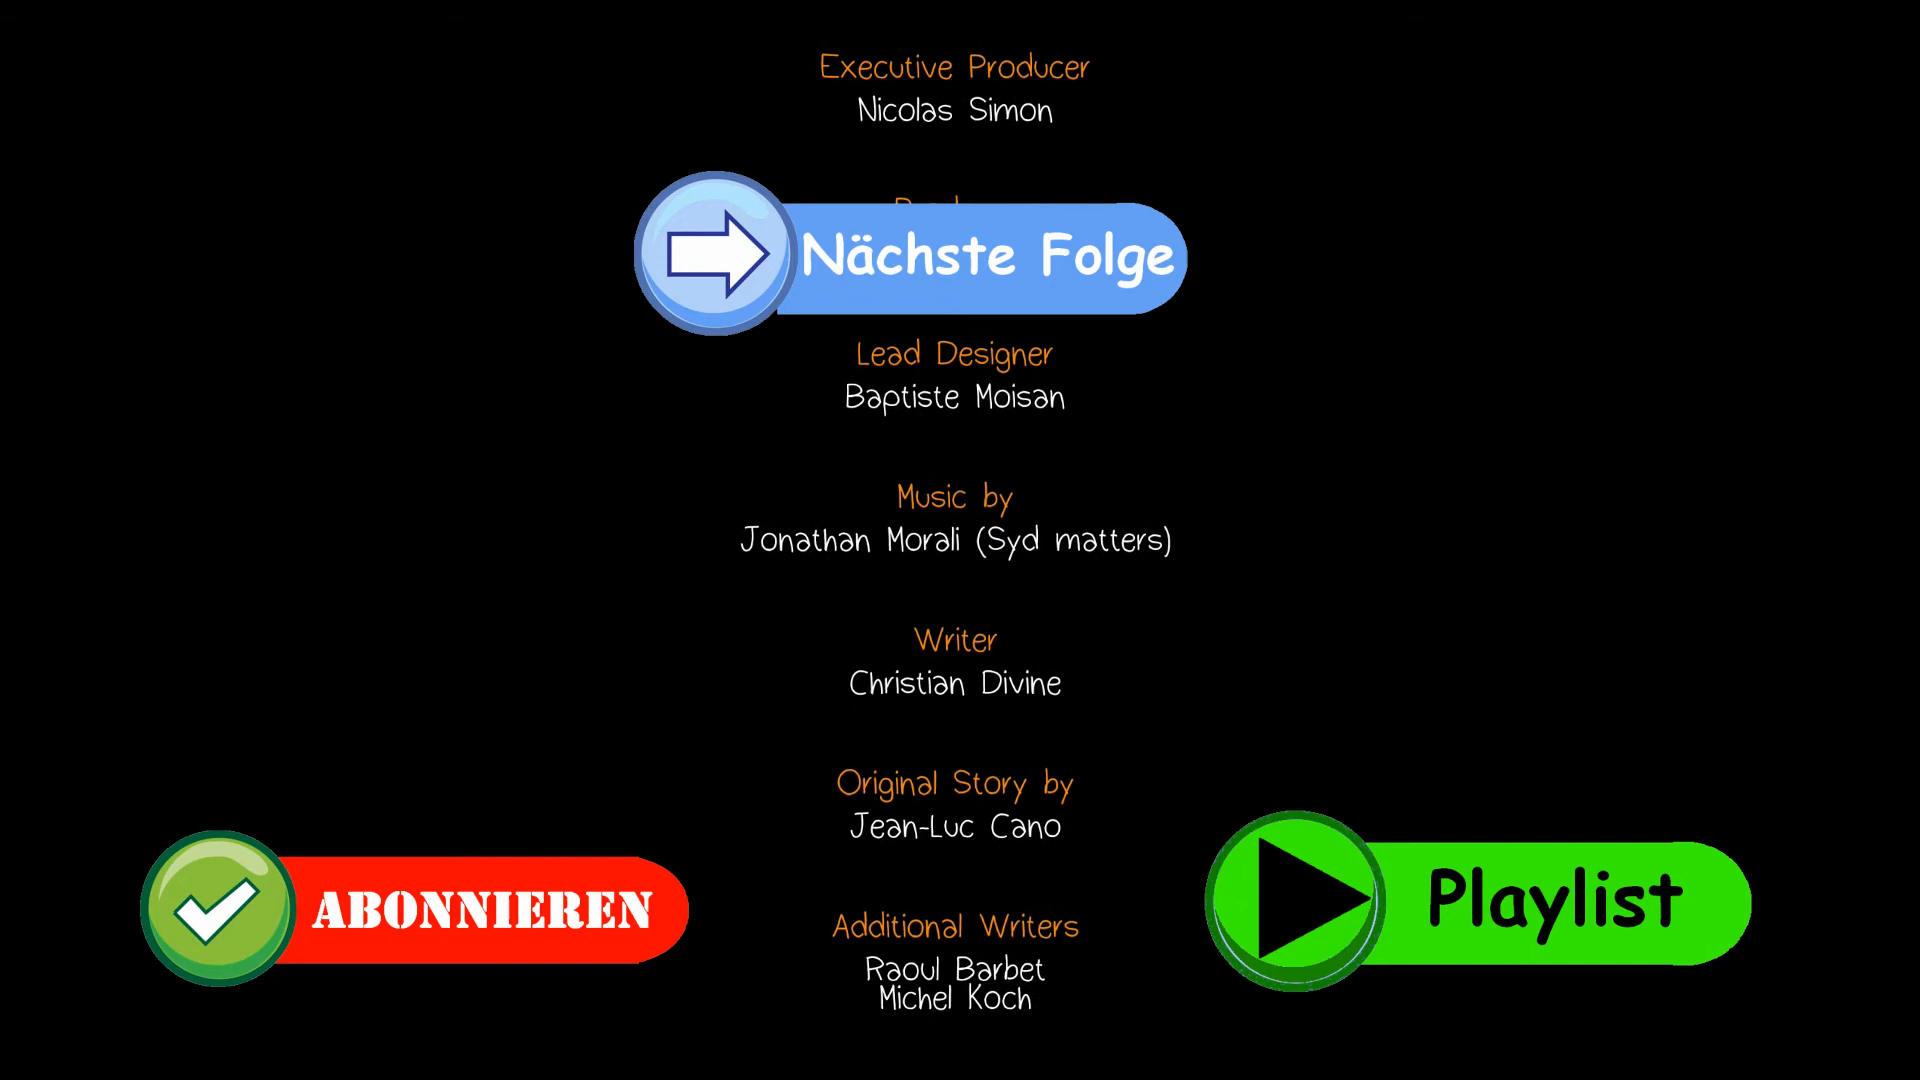 Executive Producer
Nicolas Simon
Nächste Folge
Lead Designer
Baptiste Moisan
Music by
Jonathan Morali (Syd matters)
Writer
Christian Divine
Original Story by
Jean-Luc Cano
ABONNIEREN
Playlist
Additional Writers
Raoul Barbet
Michel Koch